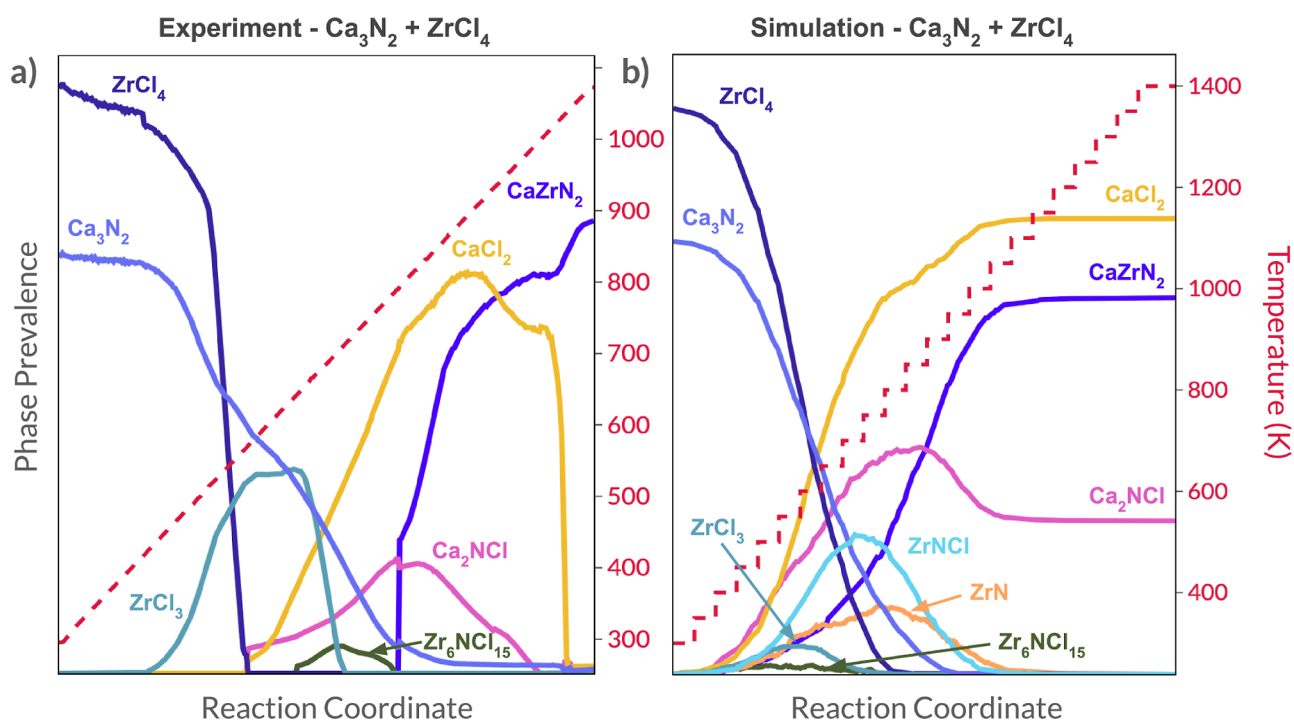 Experiment - Ca₃N₂ + ZrCl₄
Simulation - Ca₃N₂ + ZrCl₄
a)
ZrCl₄
Ca₃N₂
CaZrN₂
CaCl₂
ZrCl₃
Ca₂NCl
Zr₆NCl₁₅
1000
900
800
700
600
500
400
300
Phase Prevalence
Reaction Coordinate
b)
ZrCl₄
Ca₃N₂
CaCl₂
CaZrN₂
Ca₂NCl
ZrCl₃
ZrNCl
ZrN
Zr₆NCl₁₅
1400
1200
1000
800
600
400
Temperature (K)
Reaction Coordinate